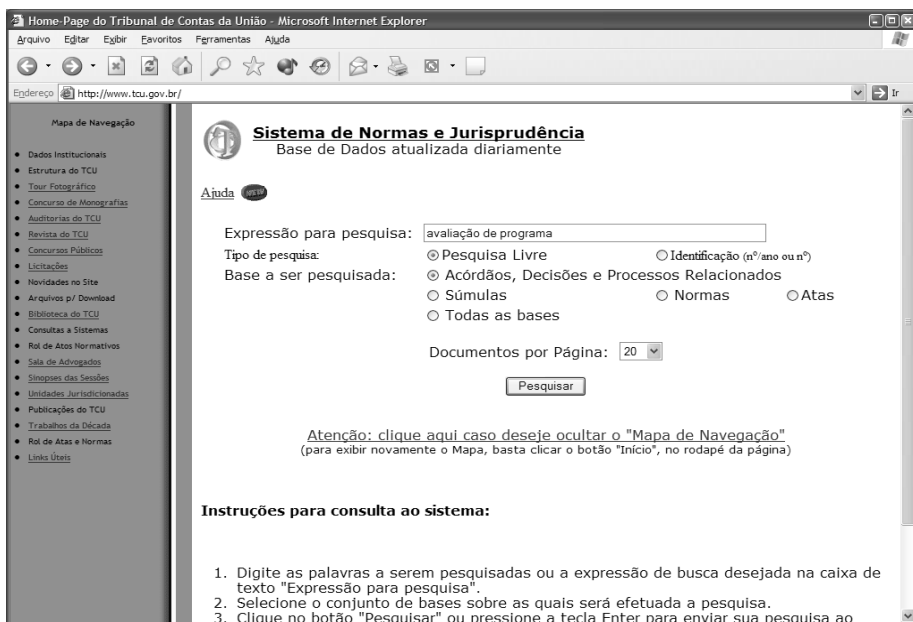 Home-Page do Tribunal de Contas da União - Microsoft Internet Explorer
Arquivo Editar Exibir Favoritos Ferramentas Ajuda
Endereço http://www.tcu.gov.br/ Ir
Mapa de Navegação
Dados Institucionais
Estrutura do TCU
Tour Fotográfico
Concurso de Monografias
Auditorias do TCU
Revista do TCU
Concursos Públicos
Licitações
Novidades no Site
Arquivos p/ Download
Biblioteca do TCU
Consultas a Sistemas
Rol de Atos Normativos
Sala de Advogados
Sinopses das Sessões
Unidades Jurisdicionadas
Publicações do TCU
Trabalhos da Década
Rol de Atas e Normas
Links Úteis
Sistema de Normas e Jurisprudência
Base de Dados atualizada diariamente
Ajuda NEW
Expressão para pesquisa: avaliação de programa
Tipo de pesquisa: Pesquisa Livre Identificação (nº/ano ou nº)
Base a ser pesquisada: Acórdãos, Decisões e Processos Relacionados
Súmulas Normas Atas
Todas as bases
Documentos por Página: 20
Pesquisar
Atenção: clique aqui caso deseje ocultar o "Mapa de Navegação"
(para exibir novamente o Mapa, basta clicar o botão "Início", no rodapé da página)
Instruções para consulta ao sistema:
1. Digite as palavras a serem pesquisadas ou a expressão de busca desejada na caixa de
texto "Expressão para pesquisa".
2. Selecione o conjunto de bases sobre as quais será efetuada a pesquisa.
3. Clique no botão "Pesquisar" ou pressione a tecla Enter para enviar sua pesquisa ao